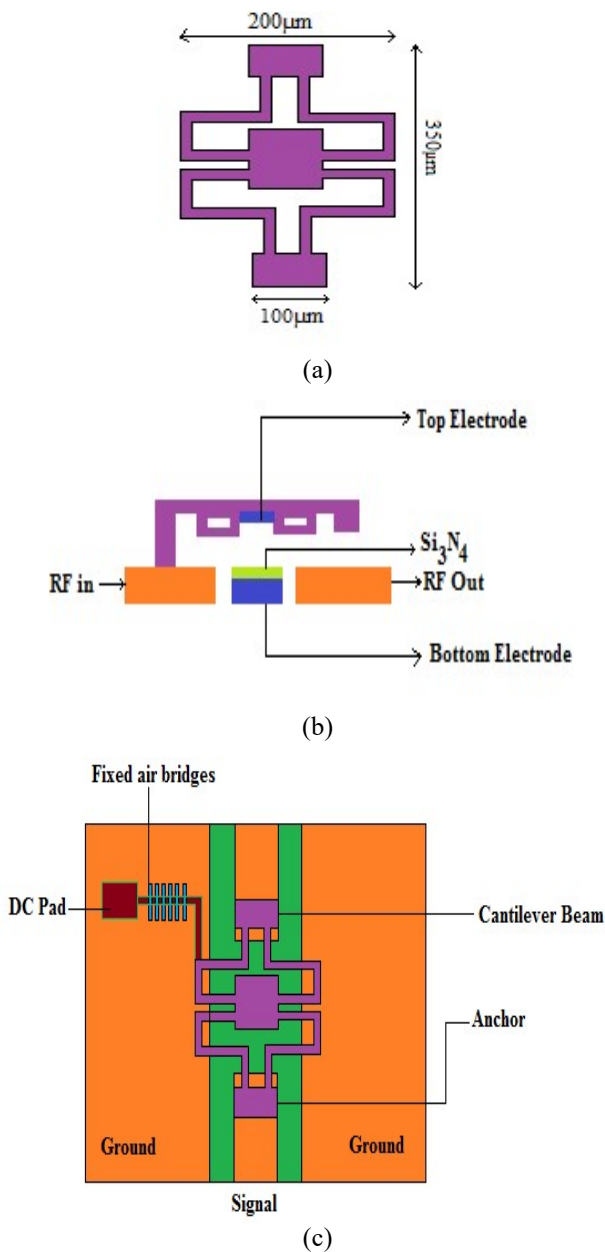 200µm
350µm
100µm
(a)
Top Electrode
Si3N4
RF in
RF Out
Bottom Electrode
(b)
Fixed air bridges
DC Pad
Cantilever Beam
Anchor
Ground
Ground
Signal
(c)